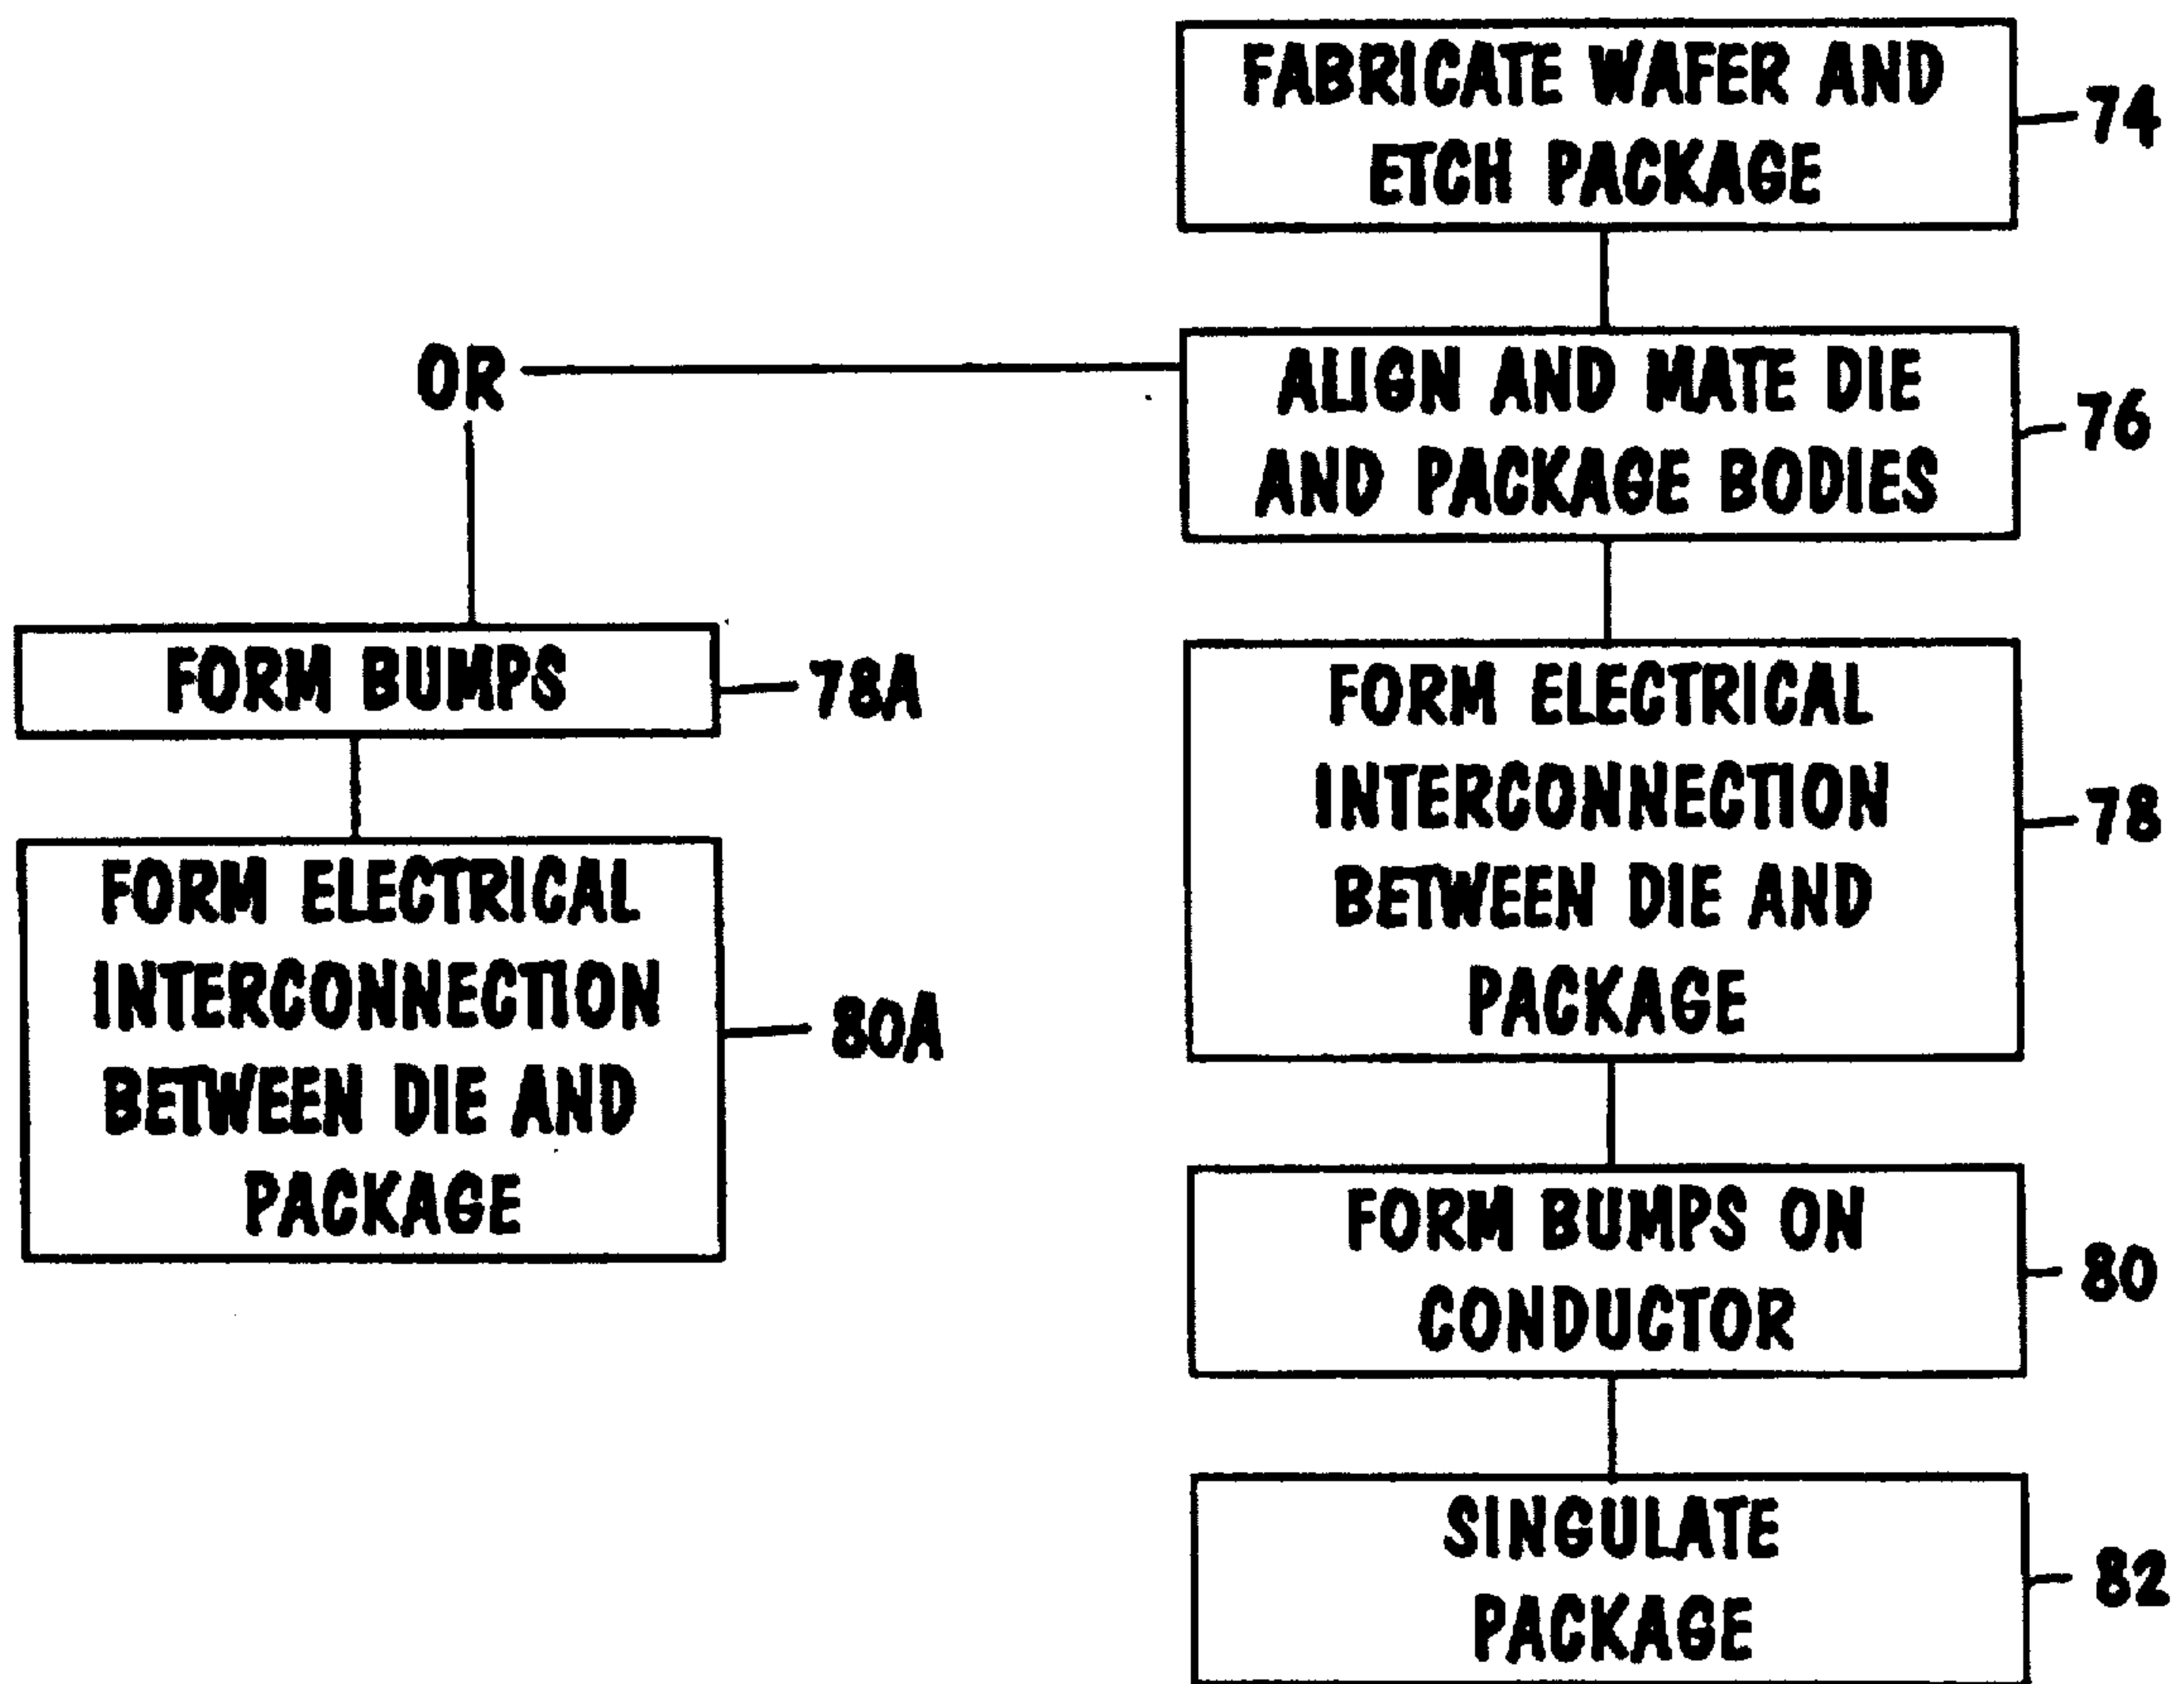 FABRICATE WAFER AND
ETCH PACKAGE
74
OR
ALIGN AND MATE DIE
AND PACKAGE BODIES
76
FORM BUMPS
78A
FORM ELECTRICAL
INTERCONNECTION
BETWEEN DIE AND
PACKAGE
78
FORM ELECTRICAL
INTERCONNECTION
BETWEEN DIE AND
PACKAGE
80A
FORM BUMPS ON
CONDUCTOR
80
SINGULATE
PACKAGE
82